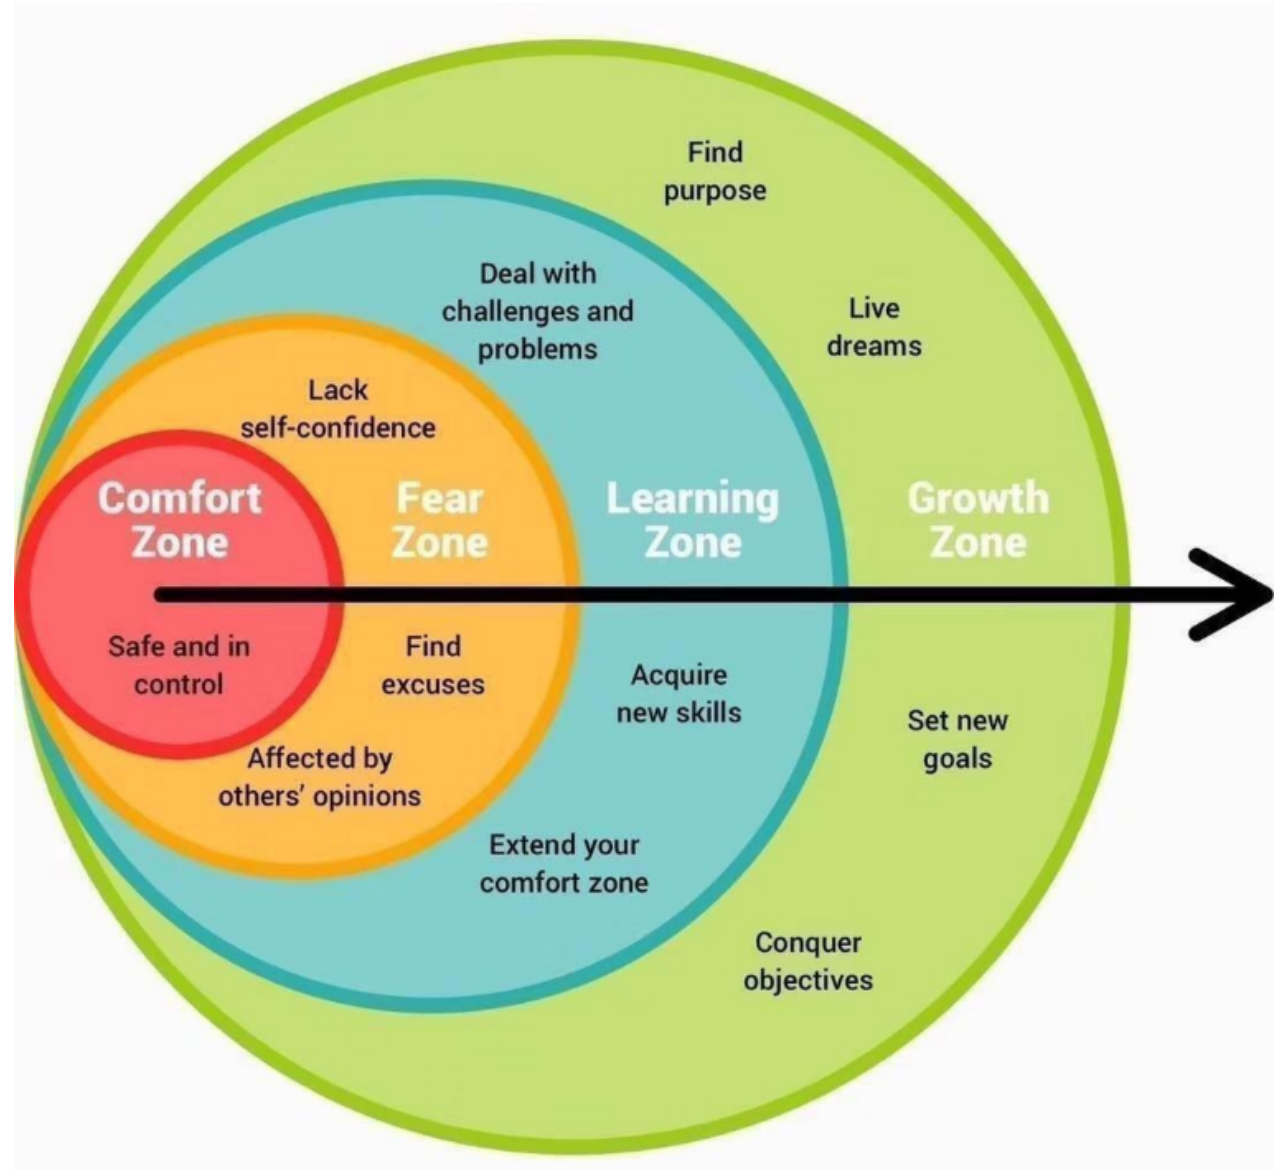 Find
purpose
Live
dreams
Deal with
challenges and
problems
Lack
self-confidence
Comfort
Zone
Fear
Zone
Learning
Zone
Growth
Zone
Safe and in
control
Find
excuses
Affected by
others’ opinions
Acquire
new skills
Extend your
comfort zone
Set new
goals
Conquer
objectives